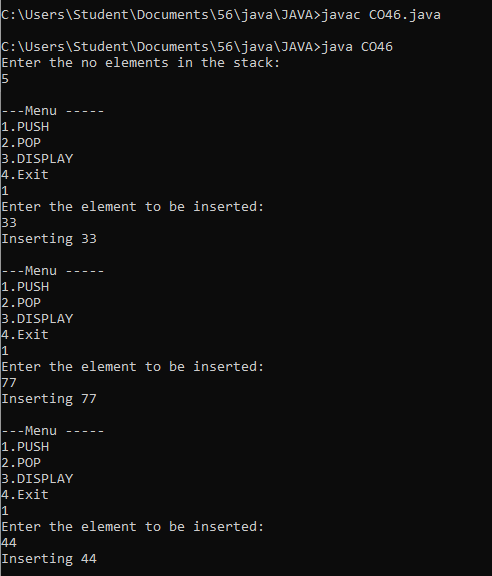 C:\Users\Student\Documents\56\java\JAVA>javac CO46.java
C:\Users\Student\Documents\56\java\JAVA>java CO46
Enter the no elements in the stack:
5
---Menu -----
1.PUSH
2.POP
3.DISPLAY
4.Exit
1
Enter the element to be inserted:
33
Inserting 33
---Menu -----
1.PUSH
2.POP
3.DISPLAY
4.Exit
1
Enter the element to be inserted:
77
Inserting 77
---Menu -----
1.PUSH
2.POP
3.DISPLAY
4.Exit
1
Enter the element to be inserted:
44
Inserting 44